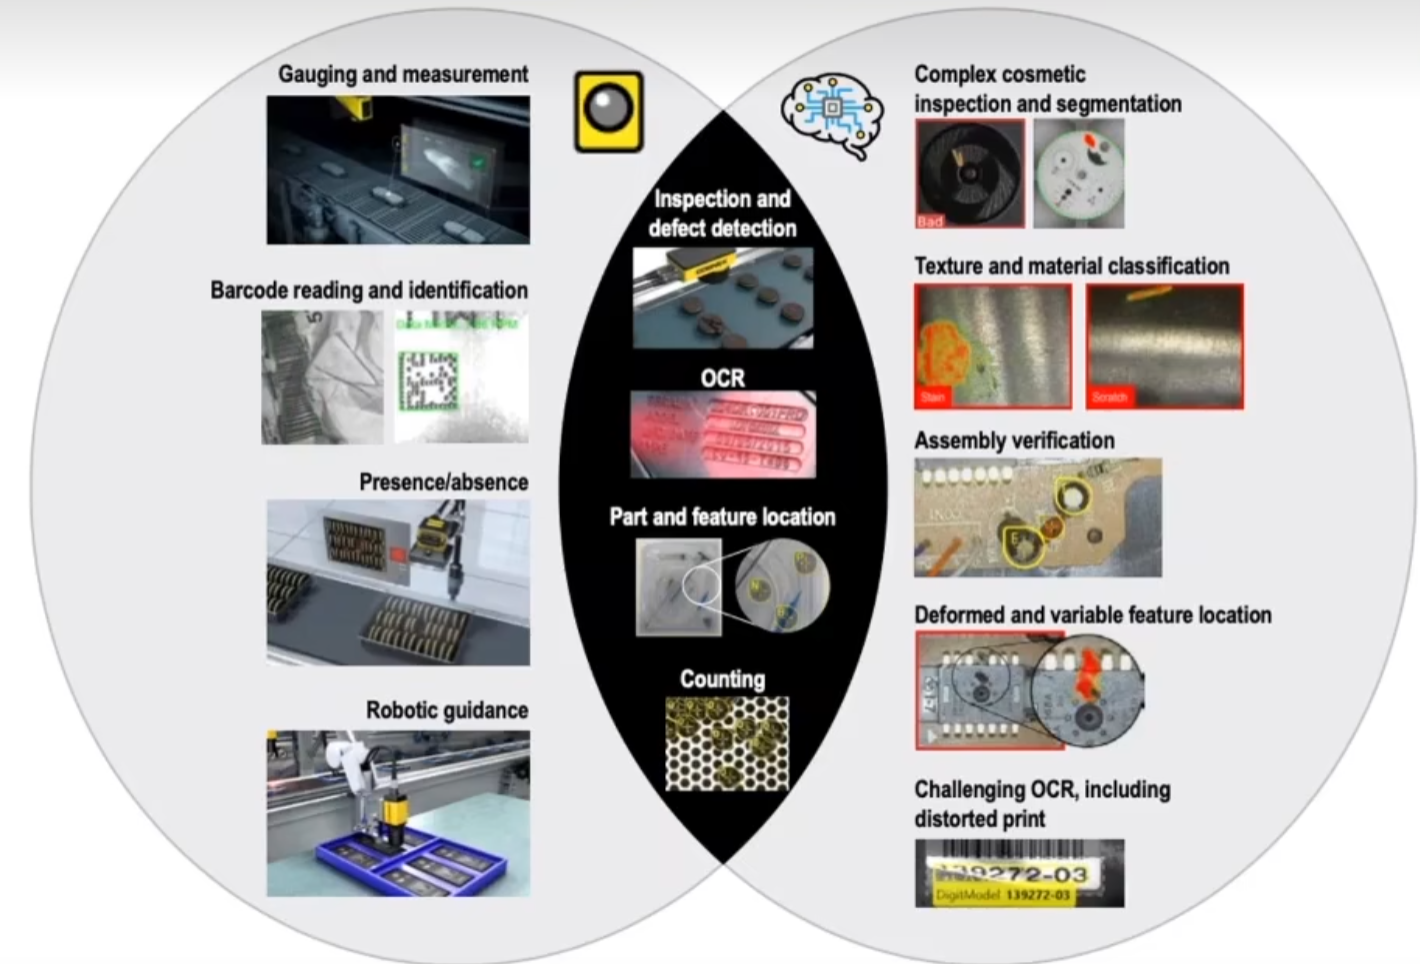 Gauging and measurement
Barcode reading and identification
Presence/absence
Robotic guidance
Inspection and
defect detection
OCR
Part and feature location
Counting
Complex cosmetic
inspection and segmentation
Bad
Texture and material classification
Stain
Scratch
Assembly verification
Deformed and variable feature location
Challenging OCR, including
distorted print
139272-03
DigitModel 139272-03